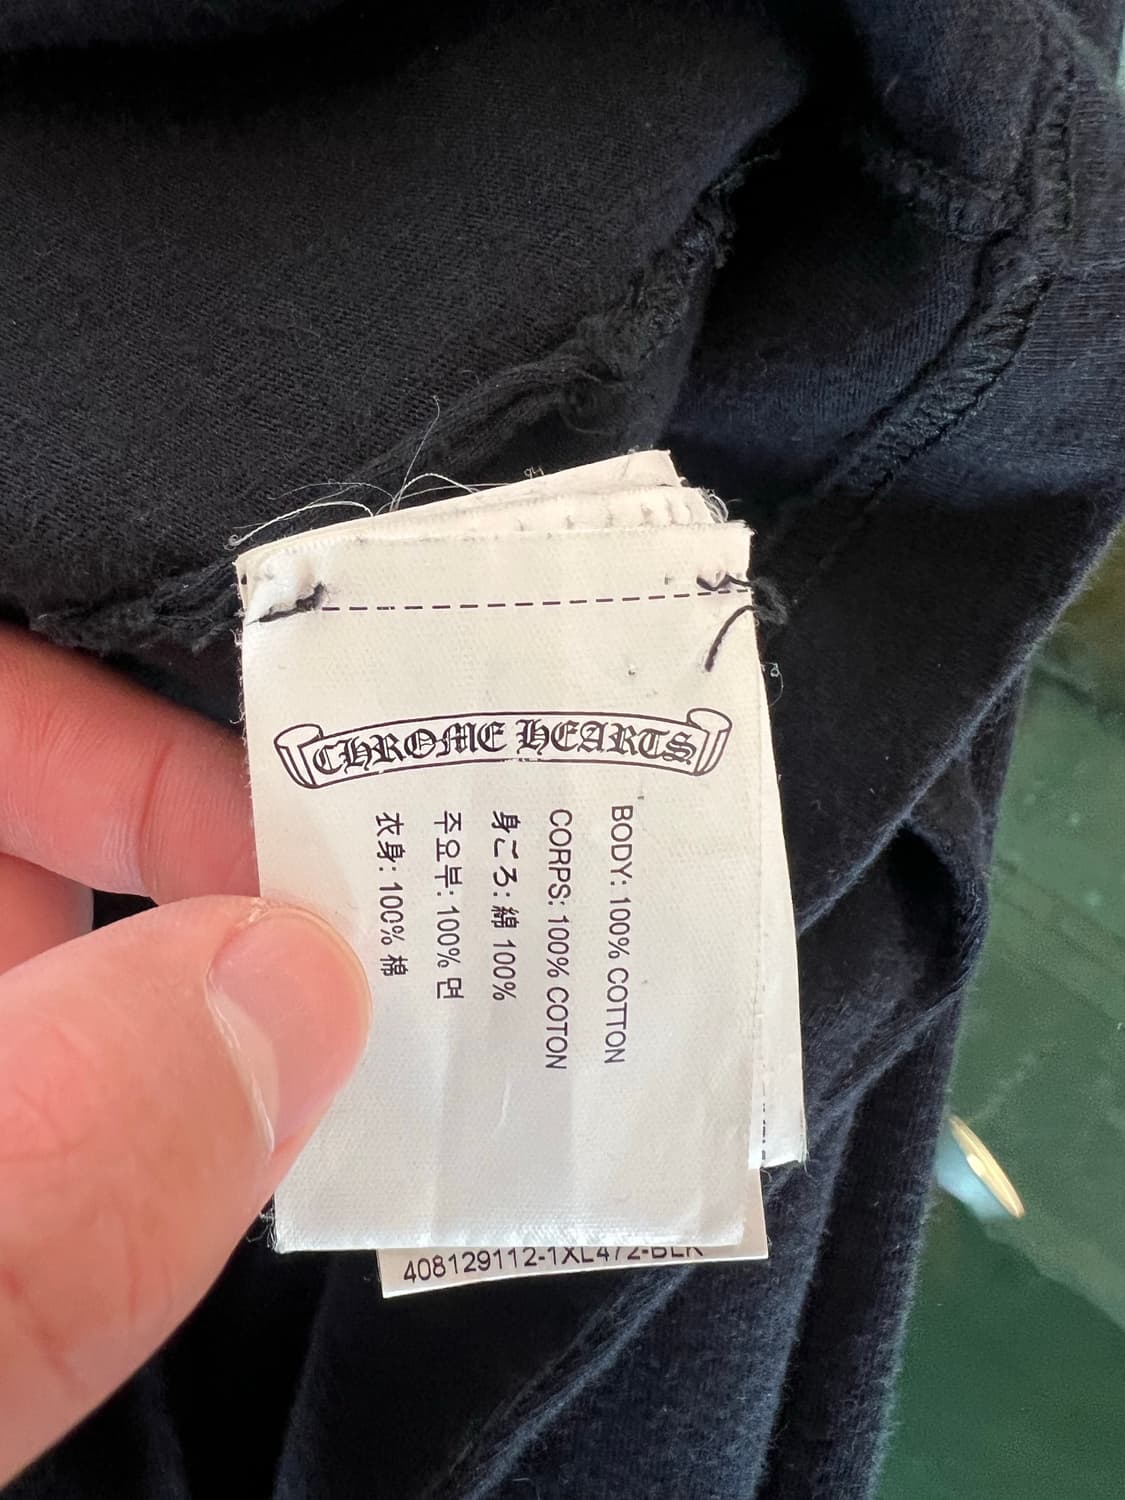 CHROME HEARTS
BODY: 100% COTTON
CORPS: 100% COTON
身ごろ: 綿 100%
주요부: 100% 면
衣身: 100% 棉
408129112-1XL472-BLK